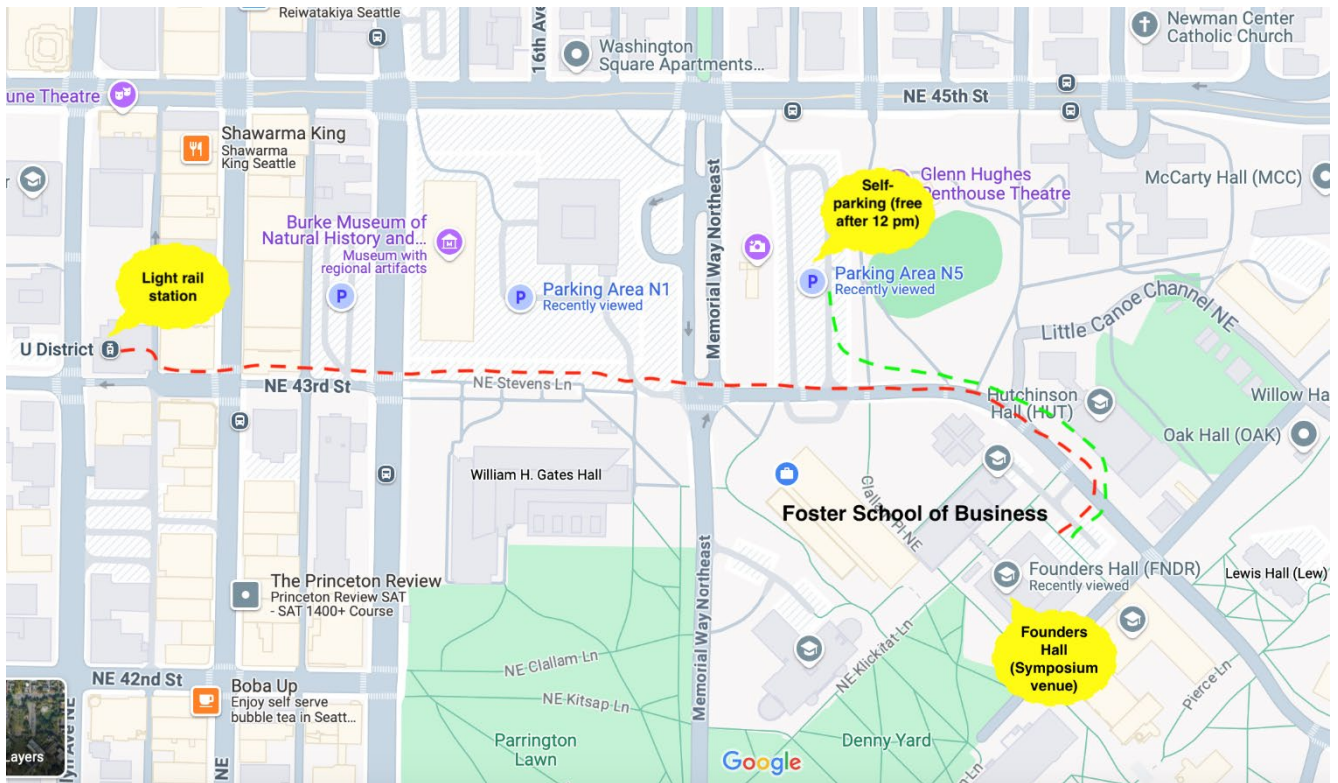 Reiwatakiya Seattle
16th Ave
Washington
Square Apartments...
Newman Center
Catholic Church
une Theatre
NE 45th St
Shawarma King
Shawarma
King Seattle
Glenn Hughes
Penthouse Theatre
McCarty Hall (MCC)
Self-
parking (free
after 12 pm)
Burke Museum of
Natural History and...
Museum with
regional artifacts
Memorial Way Northeast
Light rail
station
P
P
Parking Area N1
Recently viewed
P
Parking Area N5
Recently viewed
Little Canoe Channel NE
U District
NE 43rd St
NE Stevens Ln
Hutchinson
Hall (HUT)
Willow Ha
Oak Hall (OAK)
William H. Gates Hall
Clallam Pl NE
Foster School of Business
Founders Hall (FNDR)
Recently viewed
Lewis Hall (Lew)
The Princeton Review
Princeton Review SAT
- SAT 1400+ Course
Memorial Way Northeast
Founders
Hall
(Symposium
venue)
NE Klickitat Ln
Pierce Ln
NE Clallam Ln
NE 42nd St
NE Kitsap Ln
Boba Up
Enjoy self serve
bubble tea in Seatt...
Layers
lyn Ave NE
NE
Parrington
Lawn
Google
Denny Yard